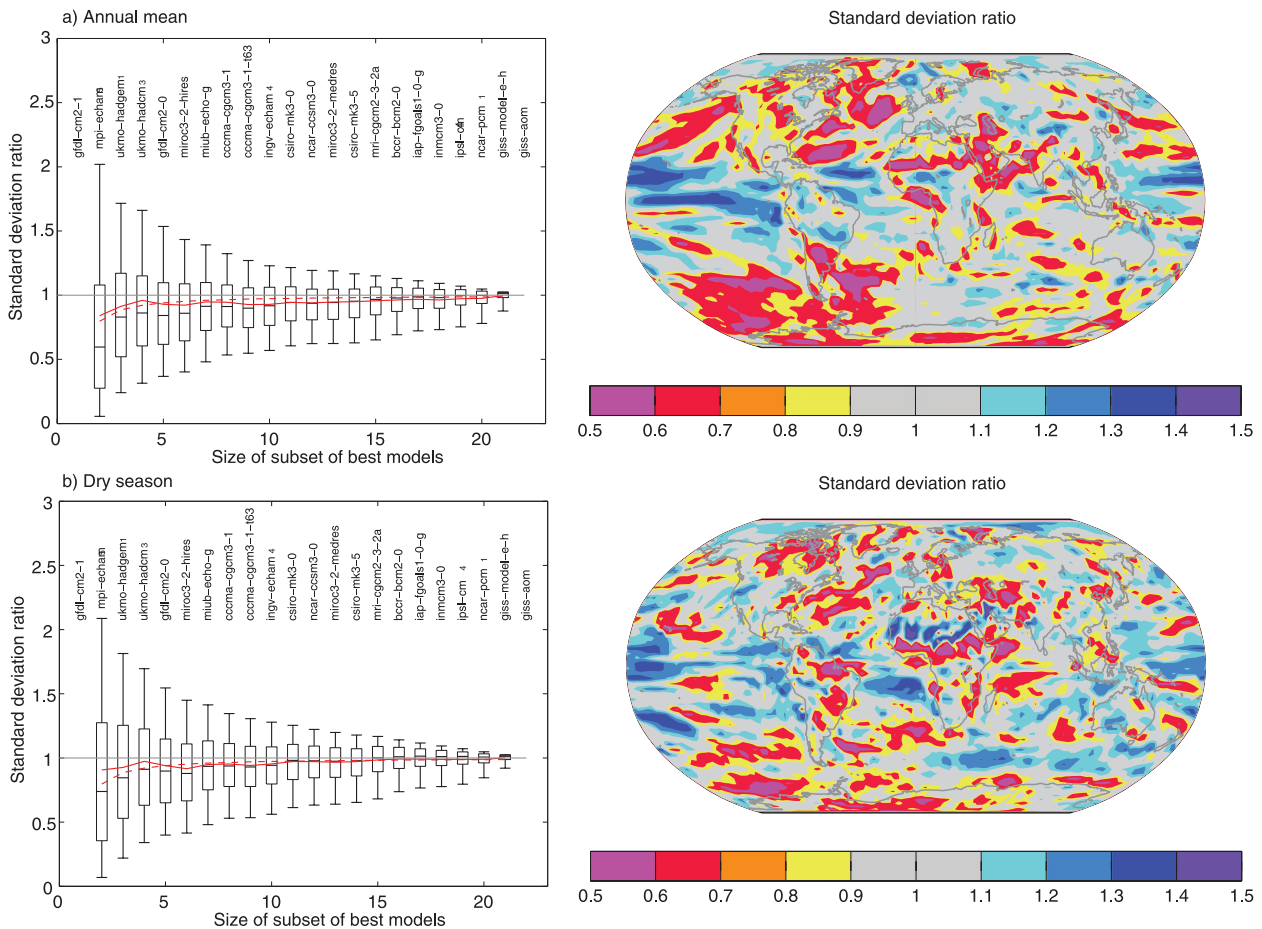 a) Annual mean
Standard deviation ratio
3
2.5
2
1.5
1
0.5
0
Standard deviation ratio
gfdl-cm2-1
mpi-echam5
ukmo-hadgem1
ukmo-hadcm3
gfdl-cm2-0
miroc3-2-hires
miub-echo-g
cccma-cgcm3-1
cccma-cgcm3-1-t63
ingv-echam4
csiro-mk3-0
ncar-ccsm3-0
miroc3-2-medres
csiro-mk3-5
mri-cgcm2-3-2a
bccr-bcm2-0
iap-fgoals1-0-g
inmcm3-0
ncar-pcm1
giss-model-e-h
giss-aom
0 5 10 15 20
Size of subset of best models
0.5 0.6 0.7 0.8 0.9 1 1.1 1.2 1.3 1.4 1.5
b) Dry season
Standard deviation ratio
3
2.5
2
1.5
1
0.5
0
Standard deviation ratio
gfdl-cm2-1
ukmo-hadgem1
ukmo-hadcm3
gfdl-cm2-0
miroc3-2-hires
miub-echo-g
cccma-cgcm3-1
cccma-cgcm3-1-t63
ingv-echam4
csiro-mk3-0
ncar-ccsm3-0
miroc3-2-medres
csiro-mk3-5
mri-cgcm2-3-2a
bccr-bcm2-0
iap-fgoals1-0-g
inmcm3-0
ipsl-cm4
ncar-pcm1
giss-model-e-h
giss-aom
0 5 10 15 20
Size of subset of best models
0.5 0.6 0.7 0.8 0.9 1 1.1 1.2 1.3 1.4 1.5